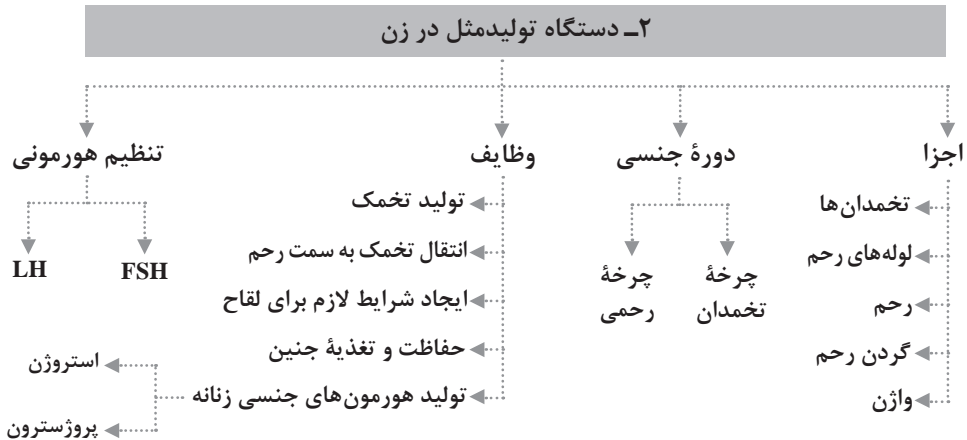 ۲ــ دستگاه تولیدمثل در زن
اجزا
تخمدان‌ها
لوله‌های رحم
رحم
گردن رحم
واژن
دورهٔ جنسی
چرخهٔ
تخمدان
چرخهٔ
رحمی
وظایف
تولید تخمک
انتقال تخمک به سمت رحم
ایجاد شرایط لازم برای لقاح
حفاظت و تغذیهٔ جنین
تولید هورمون‌های جنسی زنانه
استروژن
پروژسترون
تنظیم هورمونی
FSH
LH